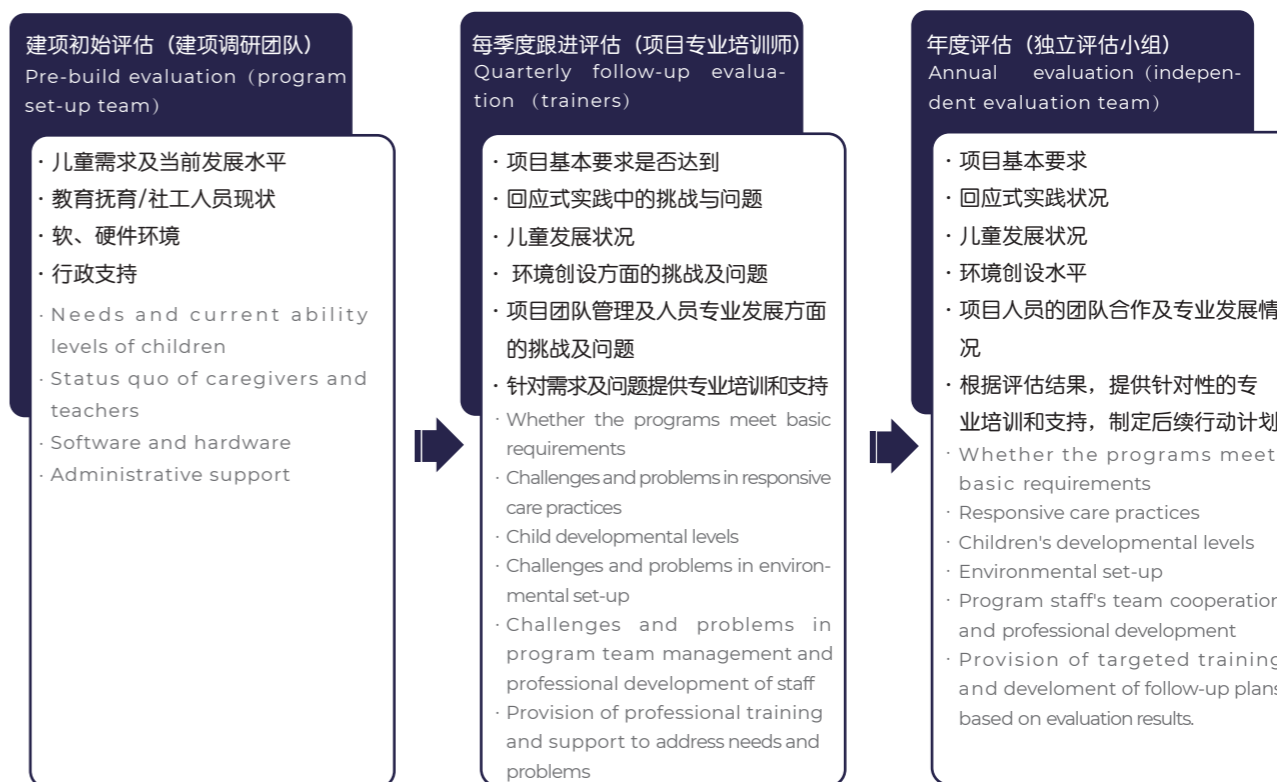 建项初始评估（建项调研团队）
Pre-build evaluation（program
set-up team）
· 儿童需求及当前发展水平
· 教育抚育/社工人员现状
· 软、硬件环境
· 行政支持
· Needs and current ability
levels of children
· Status quo of caregivers and
teachers
· Software and hardware
· Administrative support
每季度跟进评估（项目专业培训师）
Quarterly follow-up evalua-
tion （trainers）
· 项目基本要求是否达到
· 回应式实践中的挑战与问题
· 儿童发展状况
· 环境创设方面的挑战及问题
· 项目团队管理及人员专业发展方面
的挑战及问题
· 针对需求及问题提供专业培训和支持
· Whether the programs meet basic
requirements
· Challenges and problems in responsive
care practices
· Child developmental levels
· Challenges and problems in environ-
mental set-up
· Challenges and problems in
program team management and
professional development of staff
· Provision of professional training
and support to address needs and
problems
年度评估（独立评估小组）
Annual evaluation（indepen-
dent evaluation team）
· 项目基本要求
· 回应式实践状况
· 儿童发展状况
· 环境创设水平
· 项目人员的团队合作及专业发展情
况
· 根据评估结果，提供针对性的专
业培训和支持，制定后续行动计划
· Whether the programs meet
basic requirements
· Responsive care practices
· Children's developmental levels
· Environmental set-up
· Program staff's team cooperation
and professional development
· Provision of targeted training
and develoment of follow-up plans
based on evaluation results.